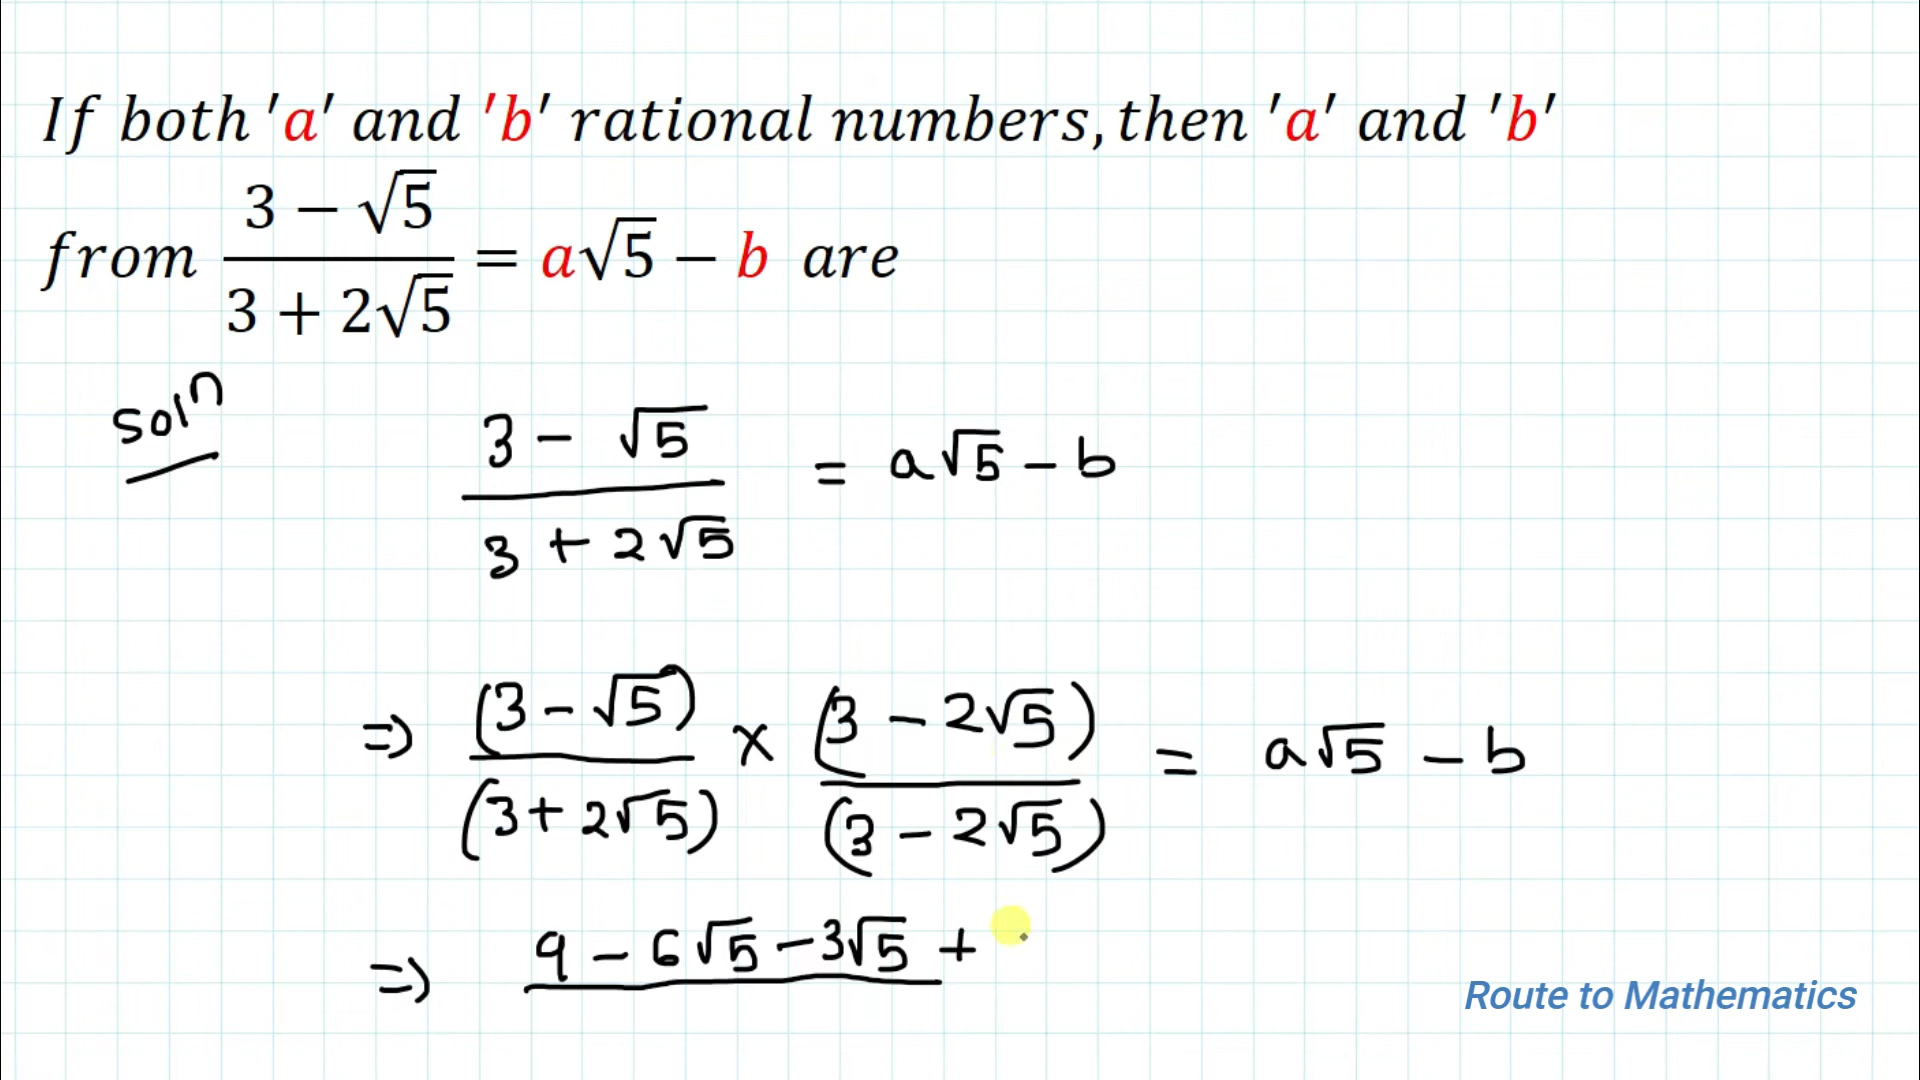 If both 'a' and 'b' rational numbers, then 'a' and 'b'
from (3 − √5)/(3 + 2√5) = a√5 − b are
Solⁿ
(3 − √5)/(3 + 2√5) = a√5 − b
⇒ (3 − √5)/(3 + 2√5) × (3 − 2√5)/(3 − 2√5) = a√5 − b
⇒ 9 − 6√5 − 3√5 +
Route to Mathematics